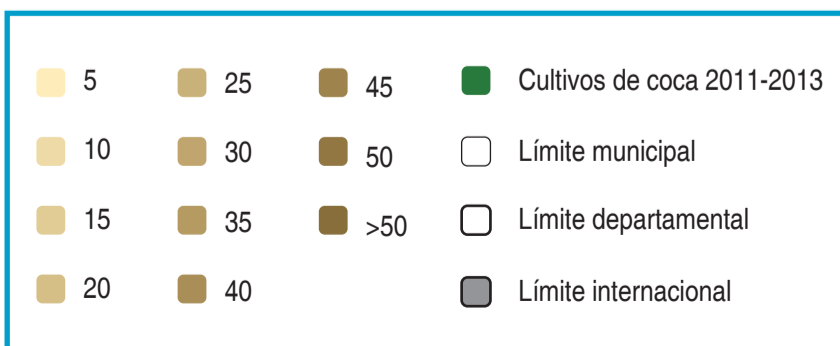 5
10
15
20
25
30
35
40
45
50
>50
Cultivos de coca 2011-2013
Límite municipal
Límite departamental
Límite internacional